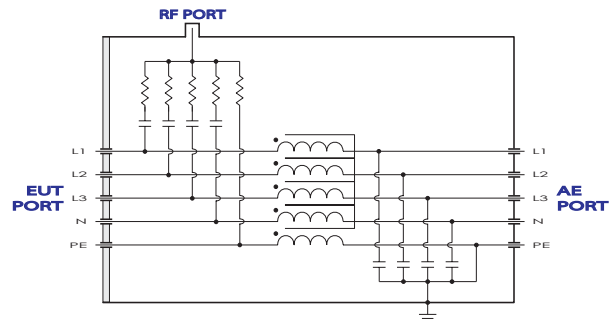 RF PORT
L1 L1
L2 L2
EUT PORT L3 L3 AE PORT
N N
PE PE